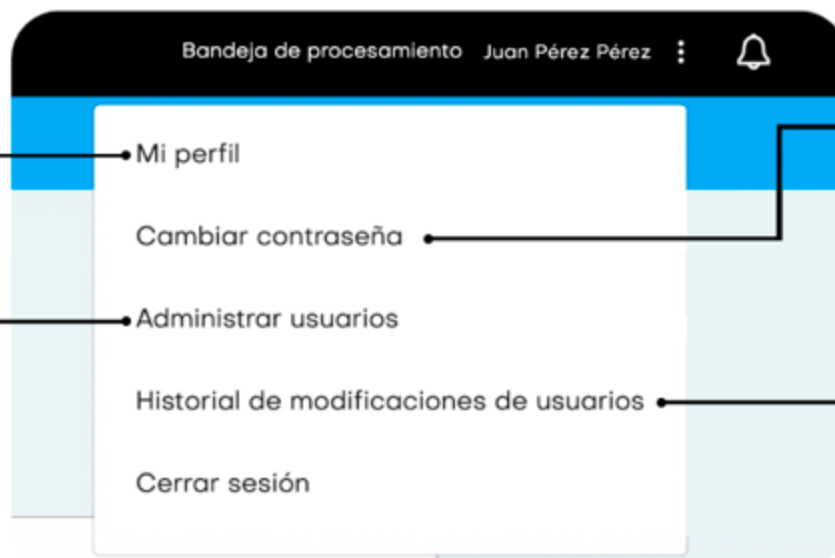 Bandeja de procesamiento Juan Pérez Pérez
Mi perfil
Cambiar contraseña
Administrar usuarios
Historial de modificaciones de usuarios
Cerrar sesión